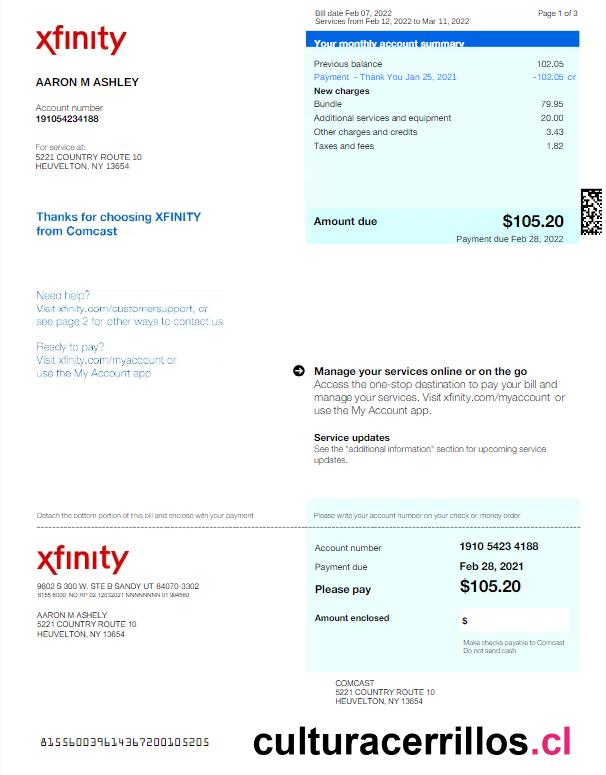 Bill date Feb 07, 2022
Services from Feb 12, 2022 to Mar 11, 2022
Page 1 of 3
xfinity
Your monthly account summary
AARON M ASHLEY
Account number
191054234188
For service at:
5221 COUNTRY ROUTE 10
HEUVELTON, NY 13654
Previous balance 102.05
Payment - Thank You Jan 25, 2021 -102.05 cr
New charges
Bundle 79.95
Additional services and equipment 20.00
Other charges and credits 3.43
Taxes and fees 1.82
Thanks for choosing XFINITY
from Comcast
Amount due $105.20
Payment due Feb 28, 2022
Need help?
Visit xfinity.com/customersupport, or
see page 2 for other ways to contact us
Ready to pay?
Visit xfinity.com/myaccount or
use the My Account app
Manage your services online or on the go
Access the one-stop destination to pay your bill and
manage your services. Visit xfinity.com/myaccount or
use the My Account app.
Service updates
See the "additional information" section for upcoming service
updates.
Detach the bottom portion of this bill and enclose with your payment
Please write your account number on your check or money order
xfinity
9602 S 300 W. STE B SANDY UT 84070-3302
8155 6000 NO RP 02 12032021 NNNNNNNN 01 994560
AARON M ASHELY
5221 COUNTRY ROUTE 10
HEUVELTON, NY 13654
Account number 1910 5423 4188
Payment due Feb 28, 2021
Please pay $105.20
Amount enclosed $
Make checks payable to Comcast
Do not send cash
COMCAST
5221 COUNTRY ROUTE 10
HEUVELTON, NY 13654
815560039614367200105205
culturacerrillos.cl